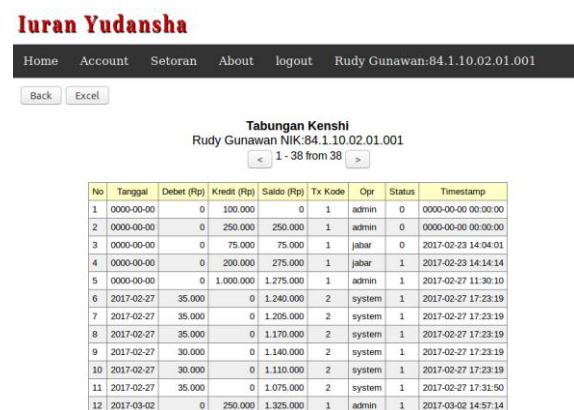 Iuran Yudansha
Home Account Setoran About logout Rudy Gunawan:84.1.10.02.01.001
Back Excel
Tabungan Kenshi
Rudy Gunawan NIK:84.1.10.02.01.001
< 1 - 38 from 38 >
No Tanggal Debet (Rp) Kredit (Rp) Saldo (Rp) Tx Kode Opr Status Timestamp
1 0000-00-00 0 100.000 0 1 admin 0 0000-00-00 00:00:00
2 0000-00-00 0 250.000 250.000 1 admin 0 0000-00-00 00:00:00
3 0000-00-00 0 75.000 75.000 1 jabar 0 2017-02-23 14:04:01
4 0000-00-00 0 200.000 275.000 1 jabar 1 2017-02-23 14:14:14
5 0000-00-00 0 1.000.000 1.275.000 1 admin 1 2017-02-27 11:30:10
6 2017-02-27 35.000 0 1.240.000 2 system 1 2017-02-27 17:23:19
7 2017-02-27 35.000 0 1.205.000 2 system 1 2017-02-27 17:23:19
8 2017-02-27 35.000 0 1.170.000 2 system 1 2017-02-27 17:23:19
9 2017-02-27 30.000 0 1.140.000 2 system 1 2017-02-27 17:23:19
10 2017-02-27 30.000 0 1.110.000 2 system 1 2017-02-27 17:23:19
11 2017-02-27 35.000 0 1.075.000 2 system 1 2017-02-27 17:31:50
12 2017-03-02 0 250.000 1.325.000 1 admin 1 2017-03-02 14:57:14